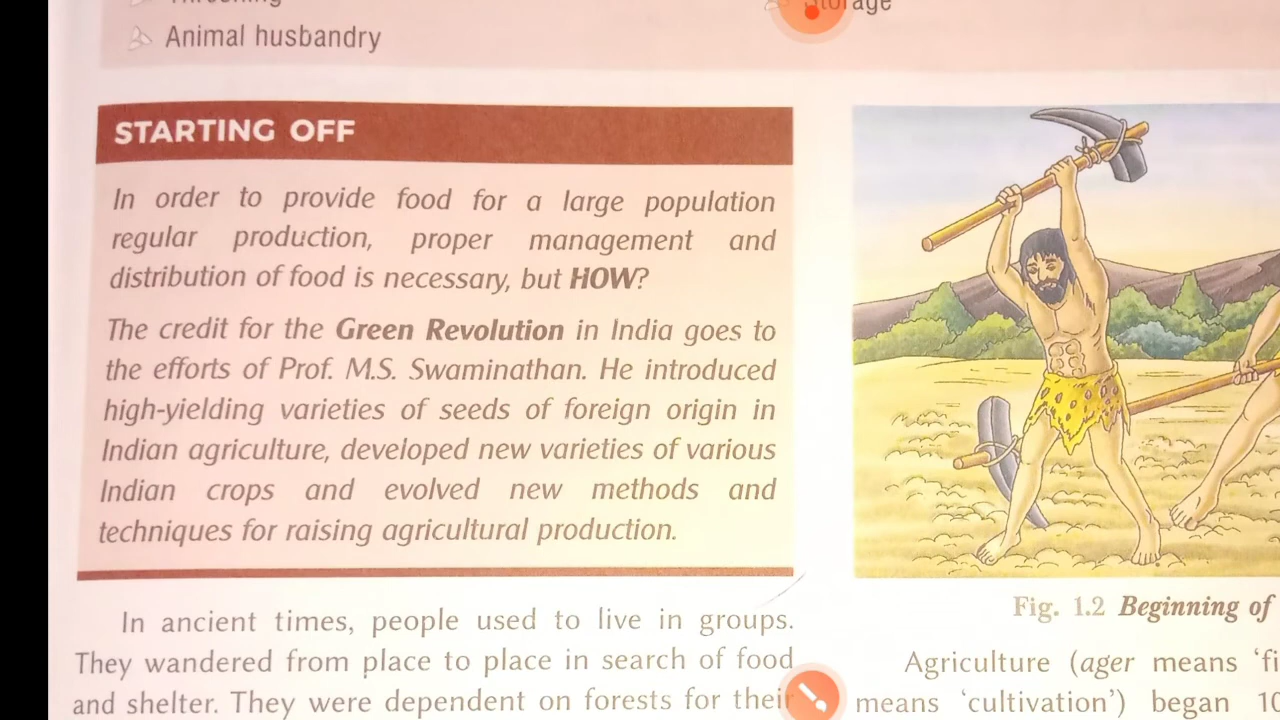 Storage
Animal husbandry
STARTING OFF
In order to provide food for a large population
regular production, proper management and
distribution of food is necessary, but HOW?
The credit for the Green Revolution in India goes to
the efforts of Prof. M.S. Swaminathan. He introduced
high-yielding varieties of seeds of foreign origin in
Indian agriculture, developed new varieties of various
Indian crops and evolved new methods and
techniques for raising agricultural production.
In ancient times, people used to live in groups.
They wandered from place to place in search of food
and shelter. They were dependent on forests for their
Fig. 1.2 Beginning of
Agriculture (ager means ‘fi
means ‘cultivation’) began 10